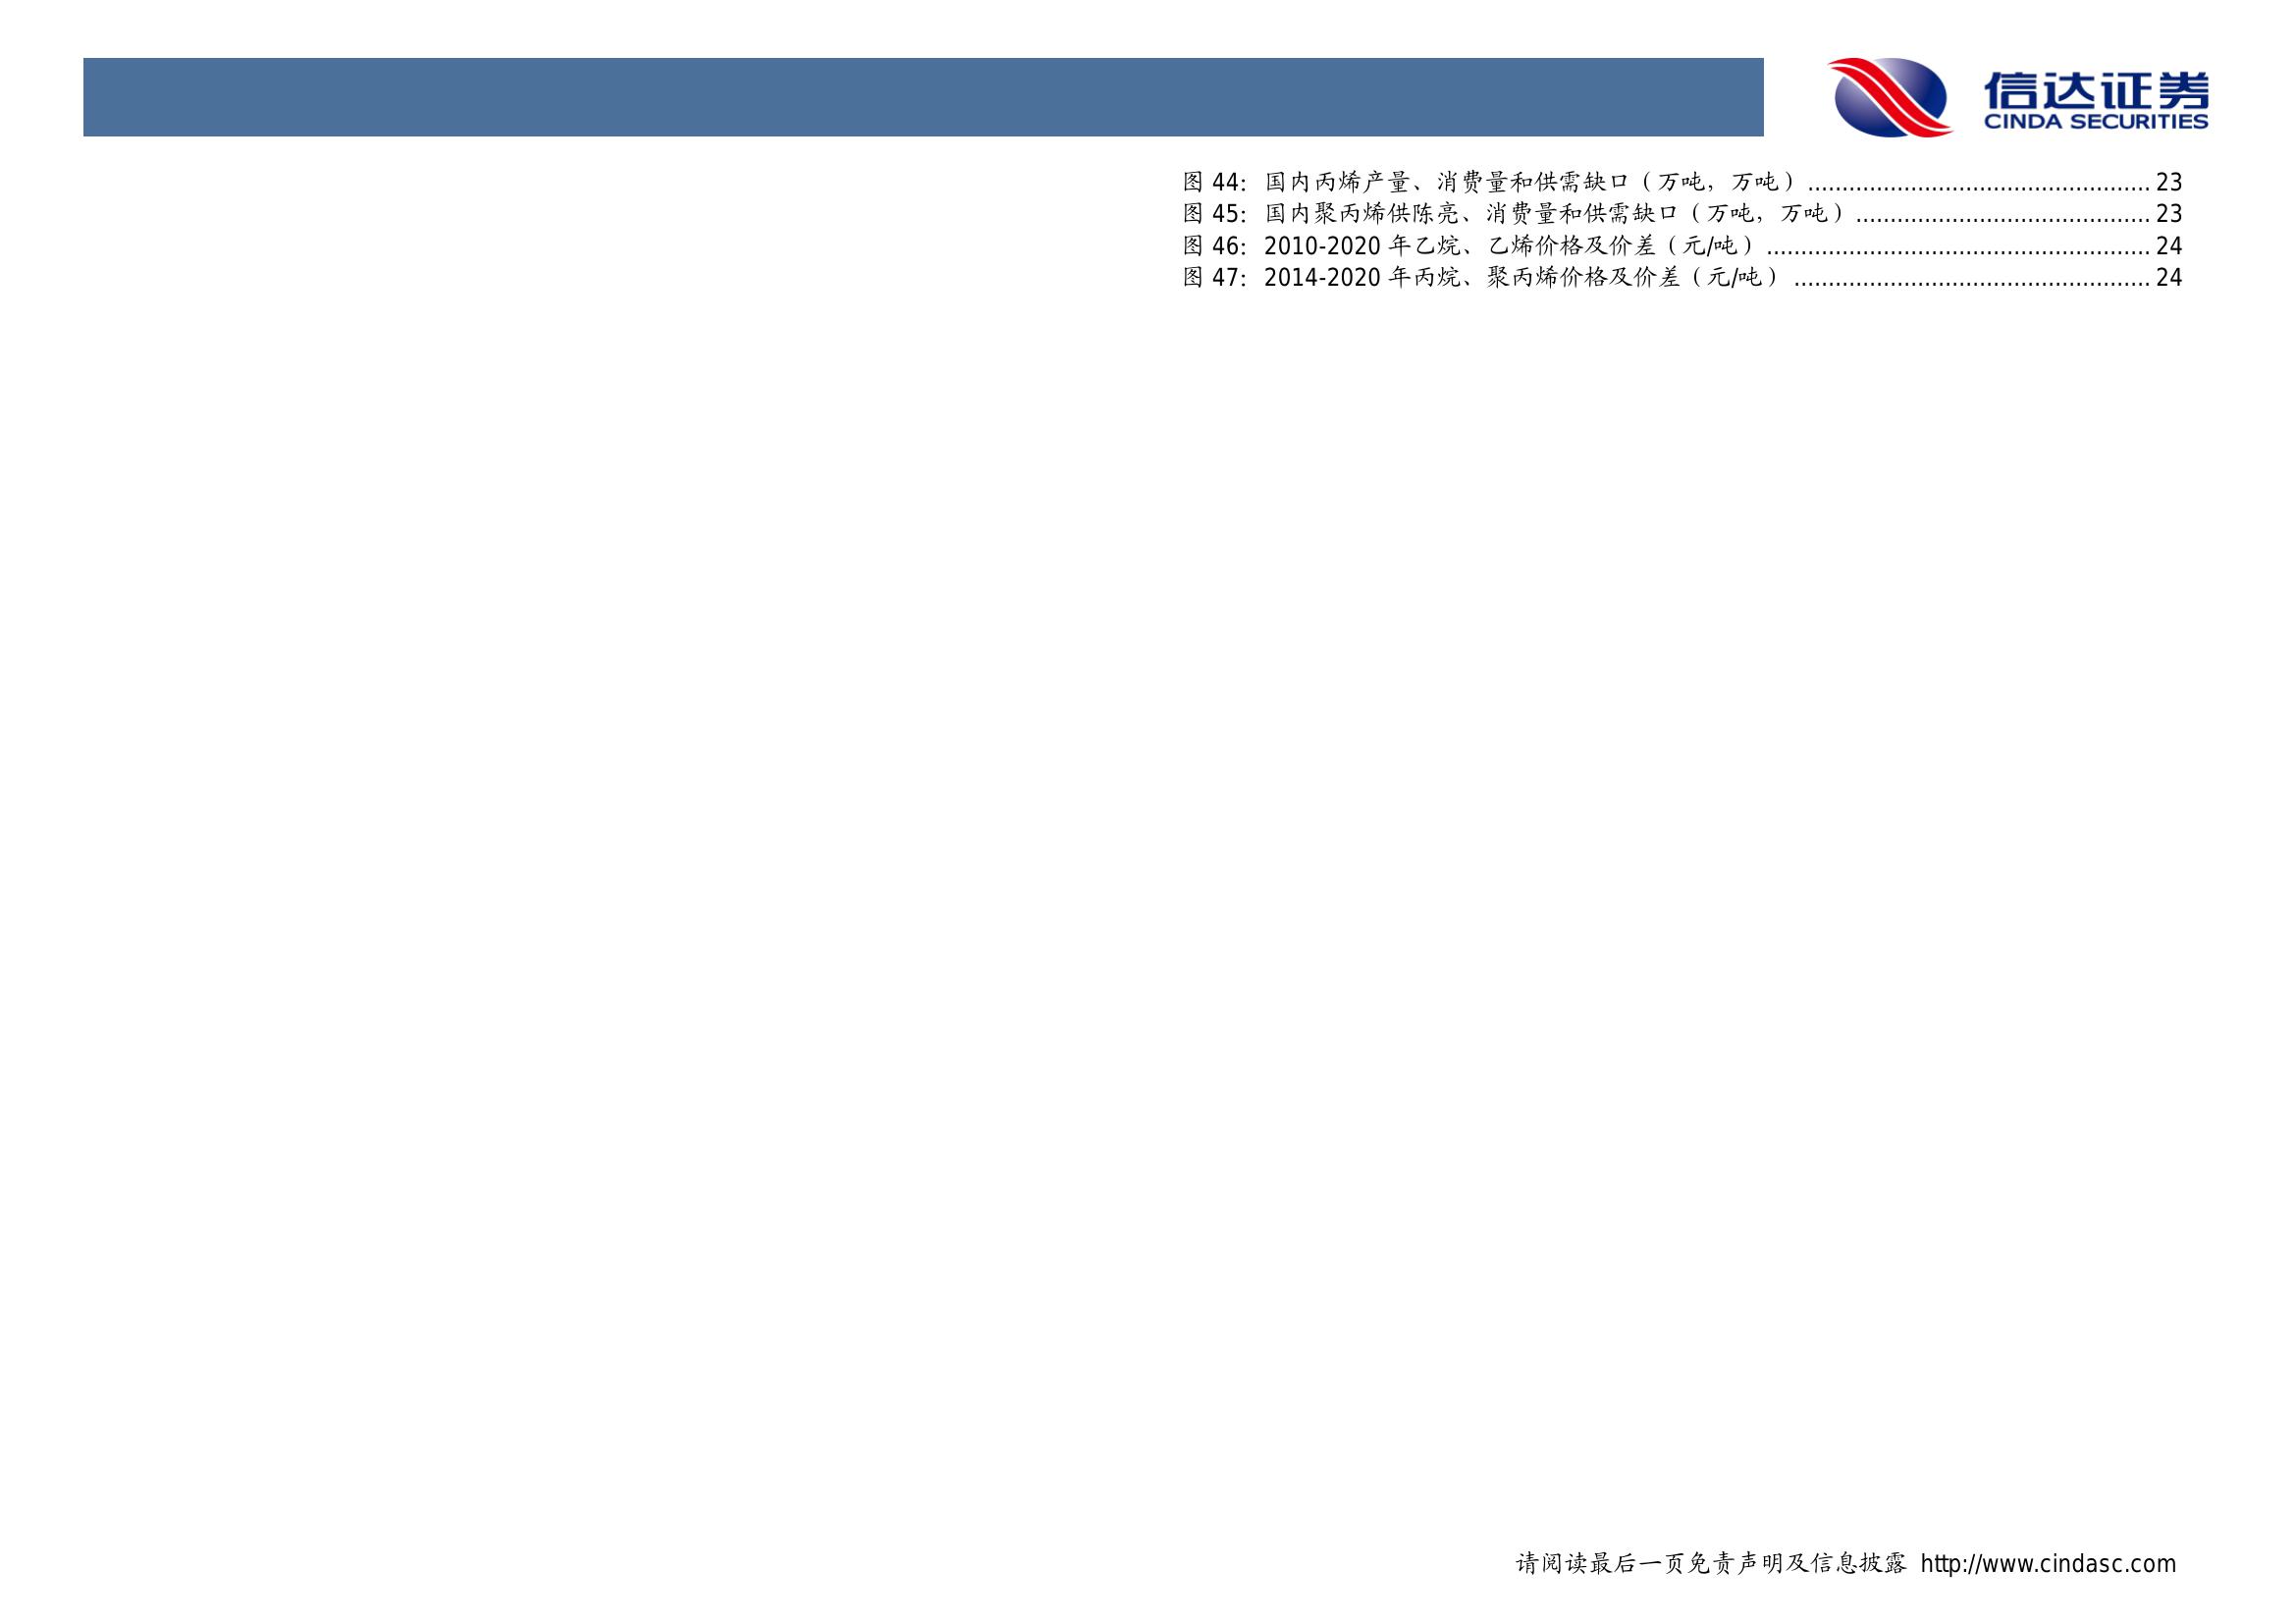 信达证券
CINDA SECURITIES
图 44：国内丙烯产量、消费量和供需缺口（万吨，万吨）.................................................. 23
图 45：国内聚丙烯供陈亮、消费量和供需缺口（万吨，万吨）........................................... 23
图 46：2010-2020 年乙烷、乙烯价格及价差（元/吨）........................................................ 24
图 47：2014-2020 年丙烷、聚丙烯价格及价差（元/吨）.................................................... 24
请阅读最后一页免责声明及信息披露 http://www.cindasc.com